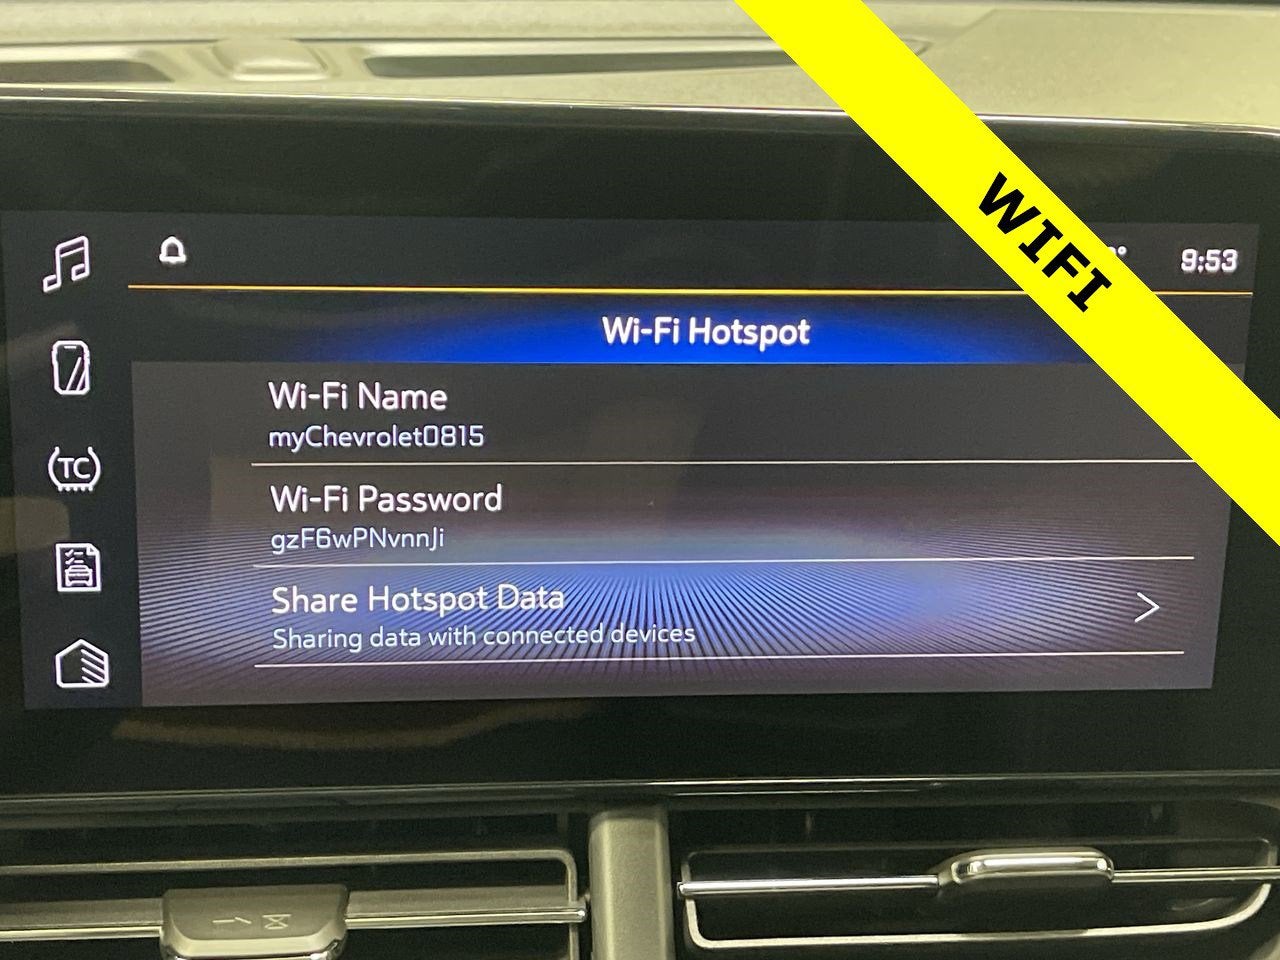 WIFI
9:53
Wi-Fi Hotspot
Wi-Fi Name
myChevrolet0815
Wi-Fi Password
gzF6wPNvnnJi
TC
Share Hotspot Data
Sharing data with connected devices